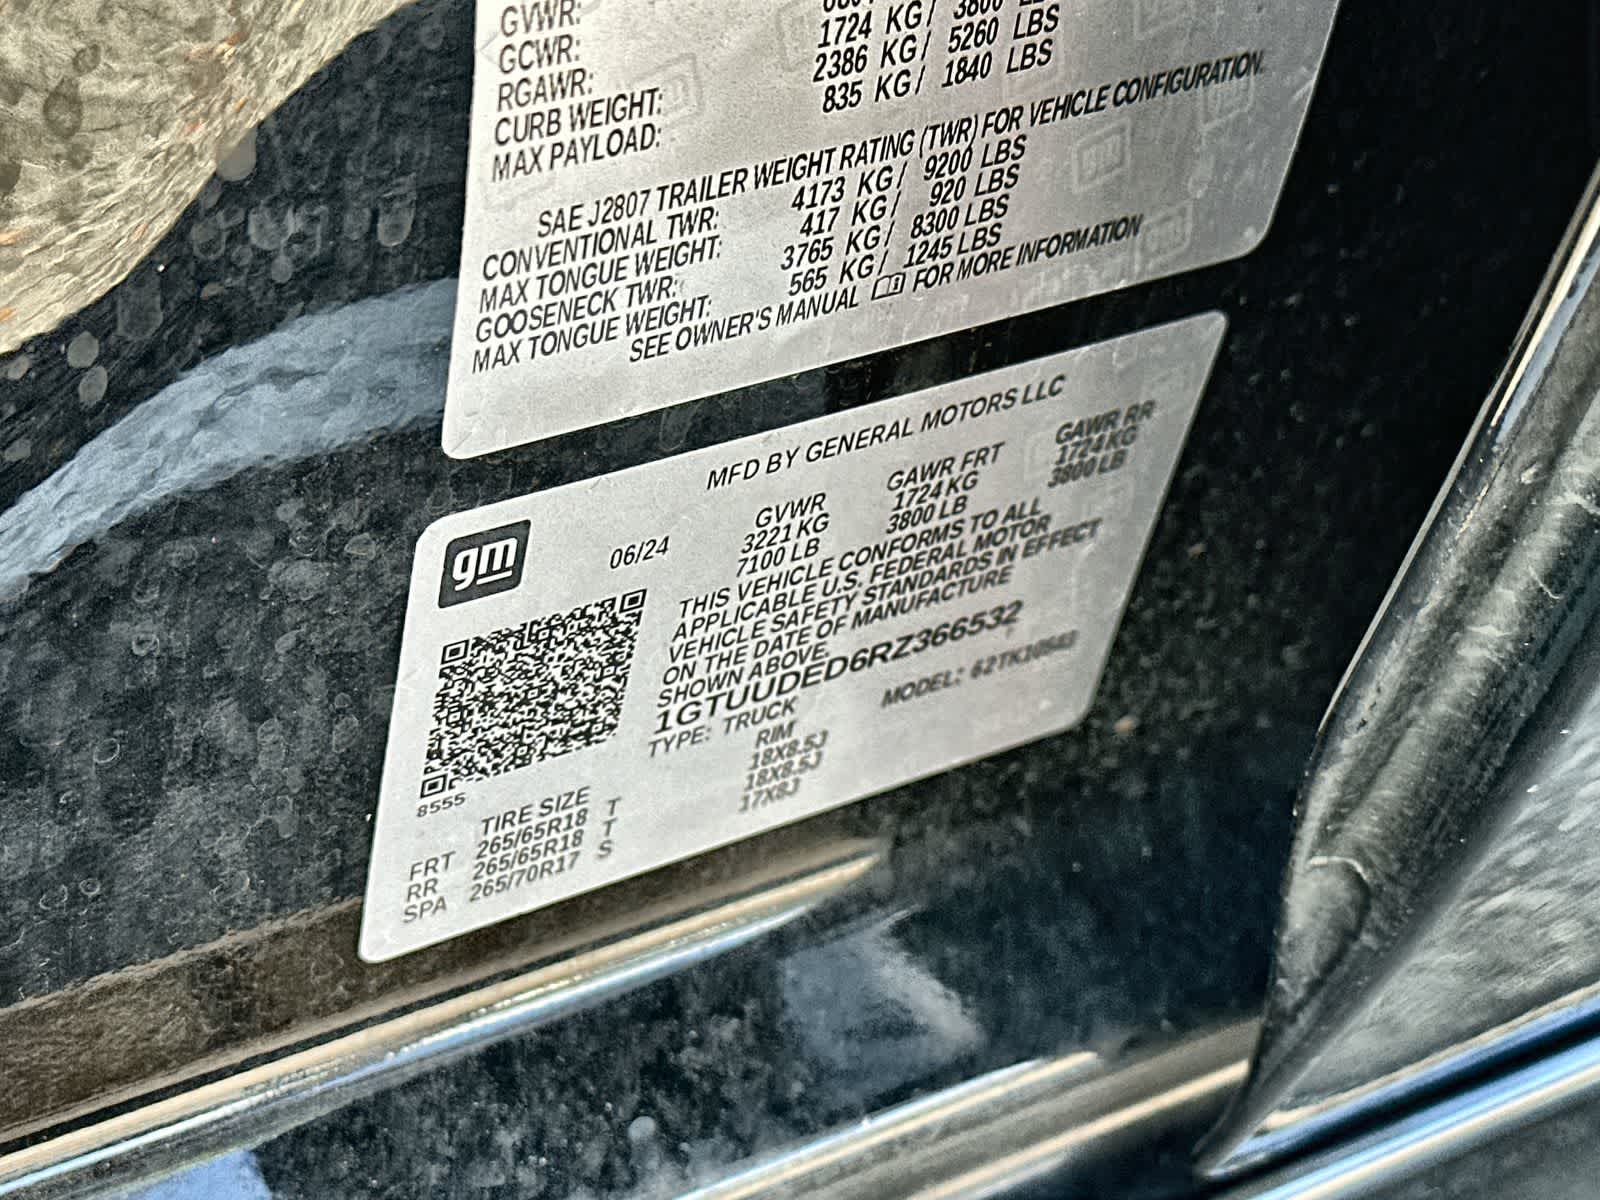 GVWR:
GCWR: 1724 KG/ 3800
RGAWR: 2386 KG/ 5260 LBS
CURB WEIGHT: 835 KG/ 1840 LBS
MAX PAYLOAD:
SAE J2807 TRAILER WEIGHT RATING (TWR) FOR VEHICLE CONFIGURATION.
CONVENTIONAL TWR: 4173 KG/ 9200 LBS
MAX TONGUE WEIGHT: 417 KG/ 920 LBS
GOOSENECK TWR: 3765 KG/ 8300 LBS
MAX TONGUE WEIGHT: 565 KG/ 1245 LBS
SEE OWNER'S MANUAL FOR MORE INFORMATION
MFD BY GENERAL MOTORS LLC
gm 06/24
GVWR GAWR FRT GAWR RR
3221 KG 1724 KG 1724 KG
7100 LB 3800 LB 3800 LB
THIS VEHICLE CONFORMS TO ALL
APPLICABLE U.S. FEDERAL MOTOR
VEHICLE SAFETY STANDARDS IN EFFECT
ON THE DATE OF MANUFACTURE
SHOWN ABOVE.
1GTUUDED6RZ366532
TYPE: TRUCK MODEL:
8555
TIRE SIZE RIM
FRT 265/65R18 T 18X8.5J
RR 265/65R18 T 18X8.5J
SPA 265/70R17 S 17X8J